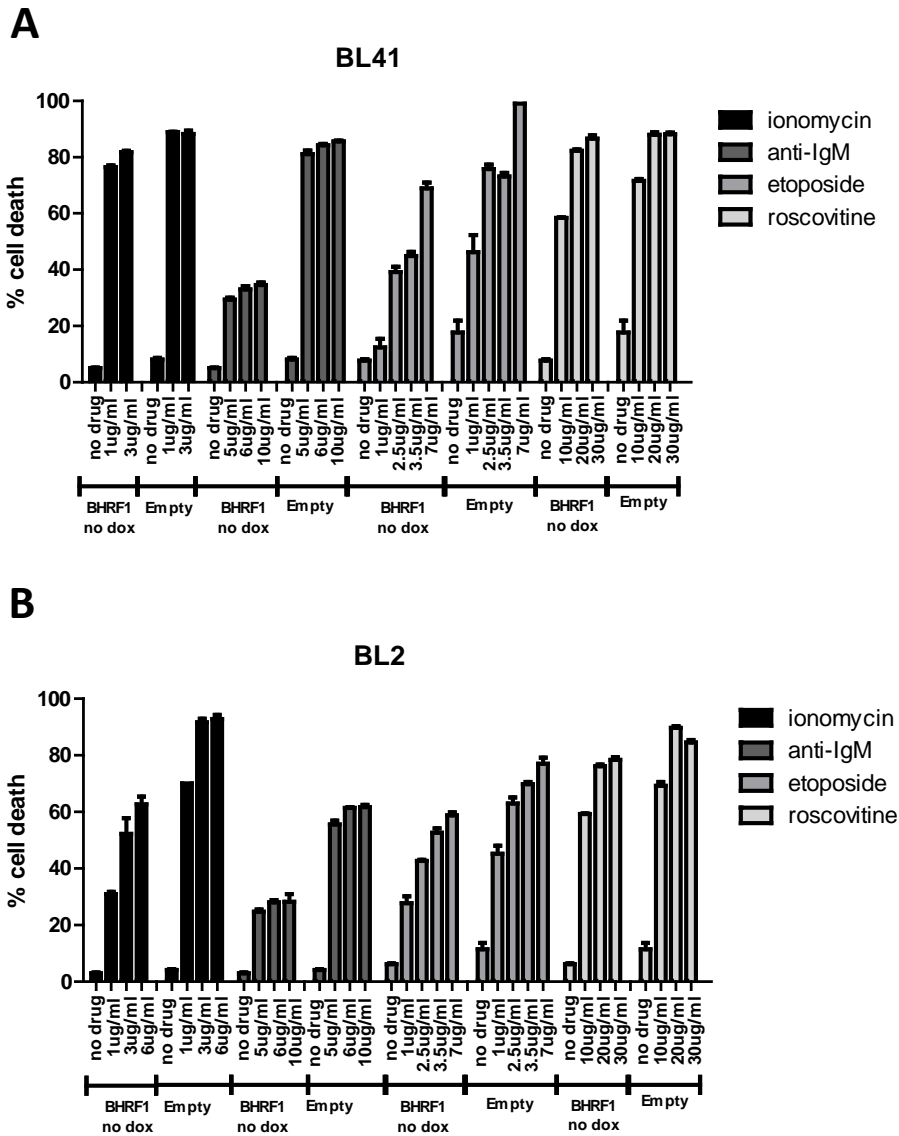 A
BL41
% cell death
100
80
60
40
20
0
ionomycin
anti-IgM
etoposide
roscovitine
no drug
1ug/ml
3ug/ml
no drug
1ug/ml
3ug/ml
no drug
5ug/ml
6ug/ml
10ug/ml
no drug
5ug/ml
6ug/ml
10ug/ml
no drug
1ug/ml
2.5ug/ml
3.5ug/ml
7ug/ml
no drug
1ug/ml
2.5ug/ml
3.5ug/ml
7ug/ml
no drug
10ug/ml
20ug/ml
30ug/ml
no drug
10ug/ml
20ug/ml
30ug/ml
BHRF1
no dox
Empty
BHRF1
no dox
Empty
BHRF1
no dox
Empty
BHRF1
no dox
Empty
B
BL2
% cell death
100
80
60
40
20
0
ionomycin
anti-IgM
etoposide
roscovitine
no drug
1ug/ml
3ug/ml
6ug/ml
no drug
1ug/ml
3ug/ml
6ug/ml
no drug
5ug/ml
6ug/ml
10ug/ml
no drug
5ug/ml
6ug/ml
10ug/ml
no drug
1ug/ml
2.5ug/ml
3.5ug/ml
7ug/ml
no drug
1ug/ml
2.5ug/ml
3.5ug/ml
7ug/ml
no drug
10ug/ml
20ug/ml
30ug/ml
no drug
10ug/ml
20ug/ml
30ug/ml
BHRF1
no dox
Empty
BHRF1
no dox
Empty
BHRF1
no dox
Empty
BHRF1
no dox
Empty